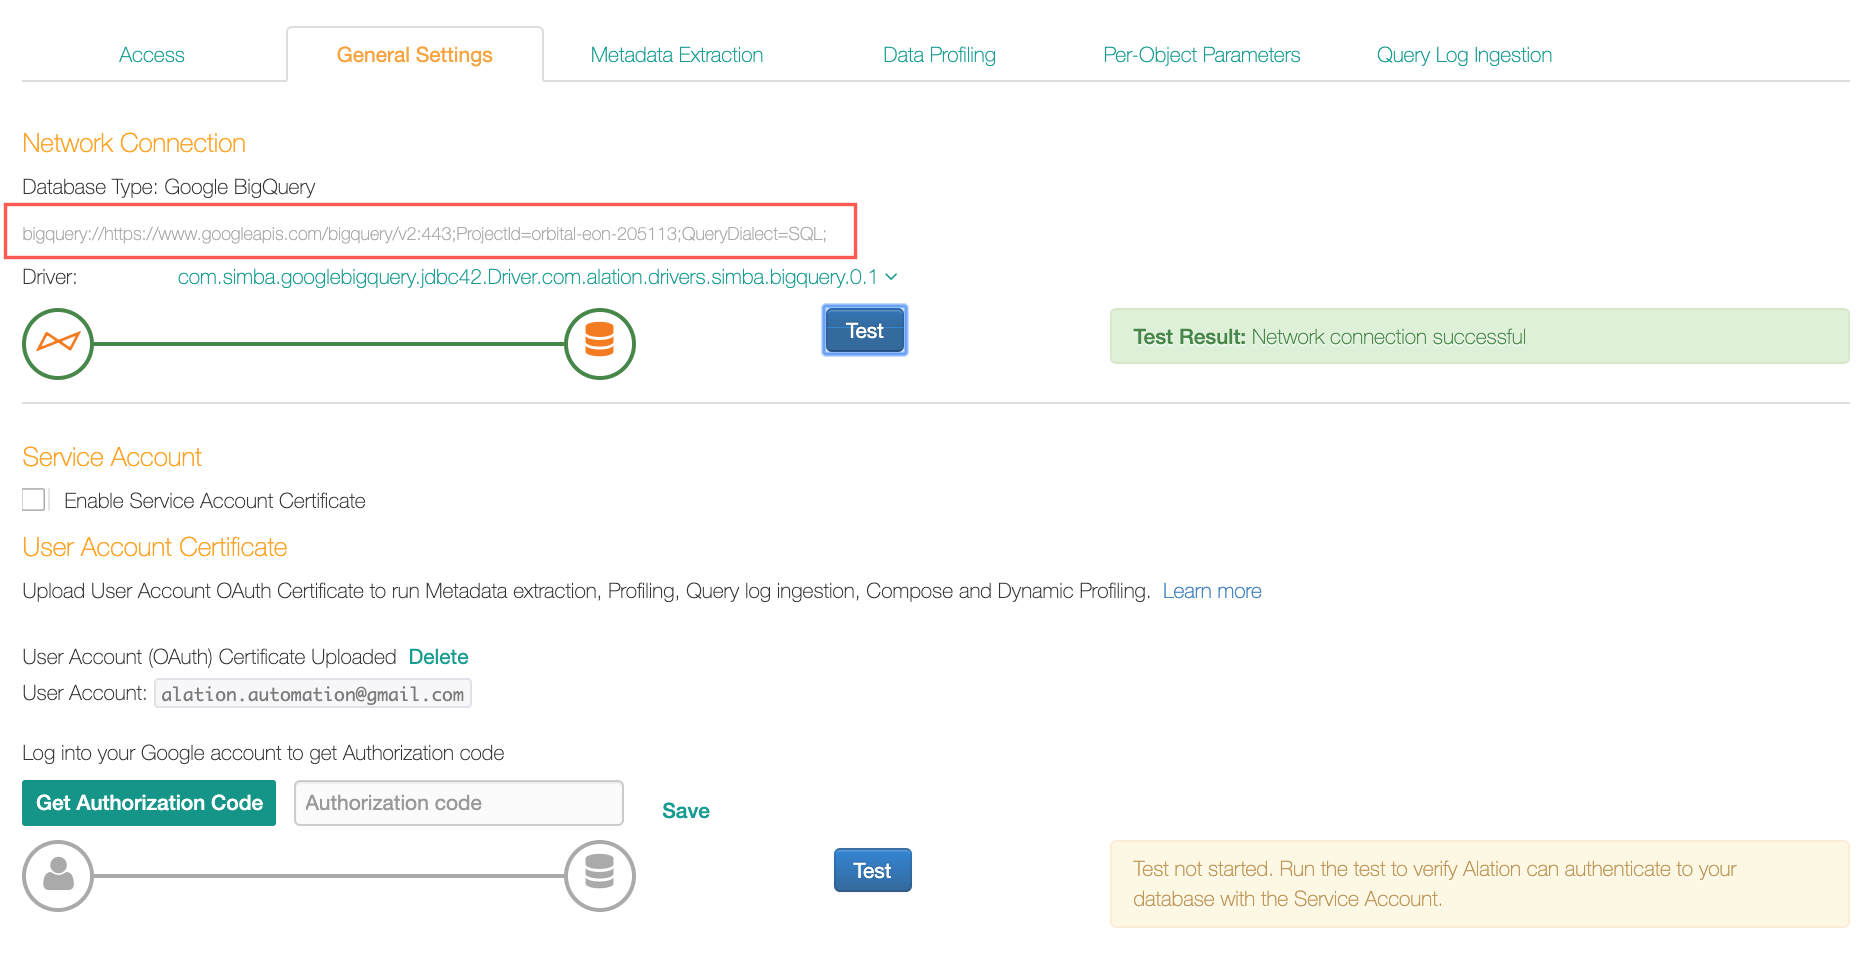 Access
General Settings
Metadata Extraction
Data Profiling
Per-Object Parameters
Query Log Ingestion
Network Connection
Database Type: Google BigQuery
bigquery://https://www.googleapis.com/bigquery/v2:443;ProjectId=orbital-eon-205113;QueryDialect=SQL;
Driver: com.simba.googlebigquery.jdbc42.Driver.com.alation.drivers.simba.bigquery.0.1
Test
Test Result: Network connection successful
Service Account
Enable Service Account Certificate
User Account Certificate
Upload User Account OAuth Certificate to run Metadata extraction, Profiling, Query log ingestion, Compose and Dynamic Profiling. Learn more
User Account (OAuth) Certificate Uploaded Delete
User Account: alation.automation@gmail.com
Log into your Google account to get Authorization code
Get Authorization Code
Authorization code
Save
Test
Test not started. Run the test to verify Alation can authenticate to your
database with the Service Account.